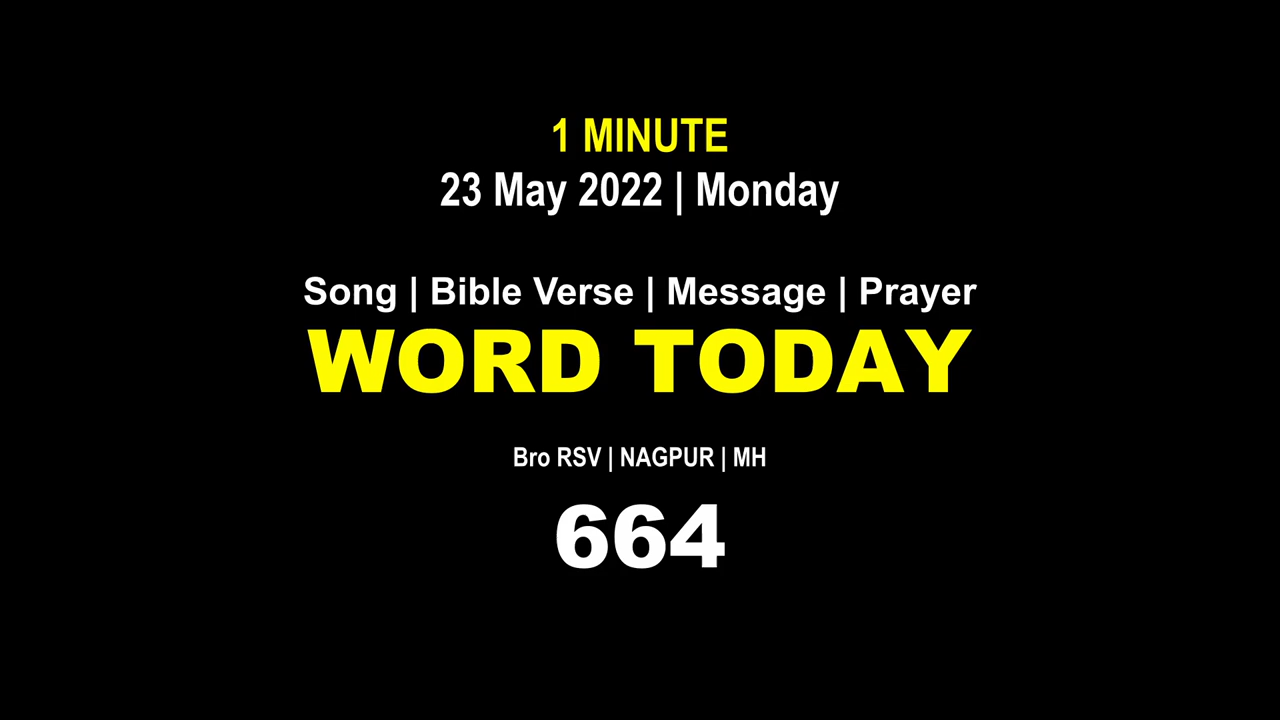 1 MINUTE
23 May 2022 | Monday
Song | Bible Verse | Message | Prayer
WORD TODAY
Bro RSV | NAGPUR | MH
664